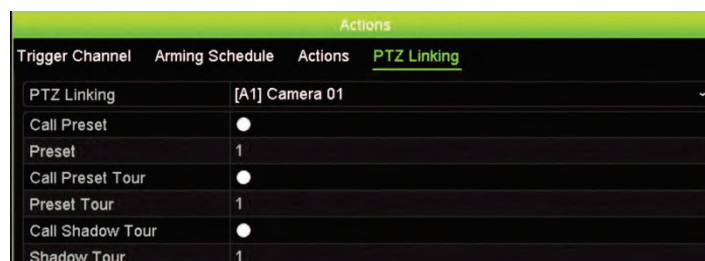 Actions
Trigger Channel Arming Schedule Actions PTZ Linking
PTZ Linking [A1] Camera 01
Call Preset
Preset 1
Call Preset Tour
Preset Tour 1
Call Shadow Tour
Shadow Tour 1